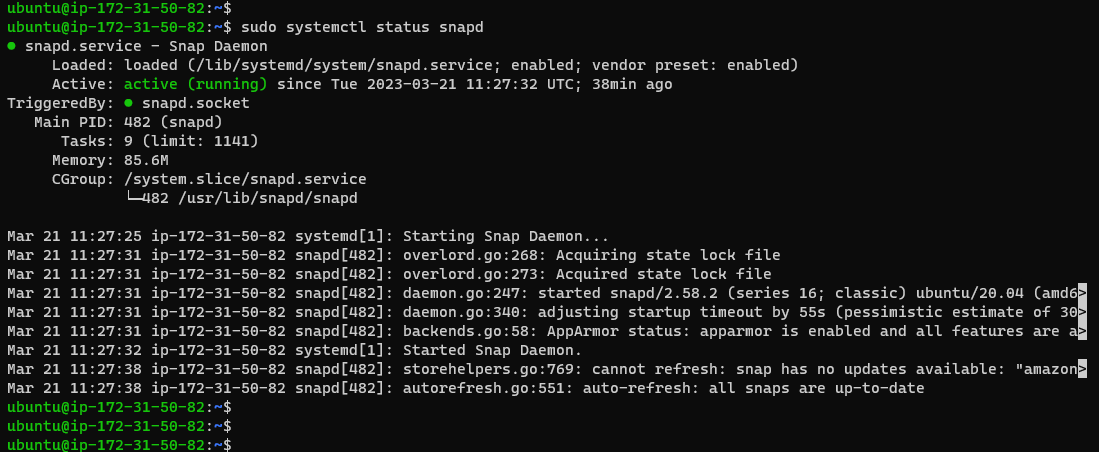 ubuntu@ip-172-31-50-82:~$
ubuntu@ip-172-31-50-82:~$ sudo systemctl status snapd
● snapd.service - Snap Daemon
     Loaded: loaded (/lib/systemd/system/snapd.service; enabled; vendor preset: enabled)
     Active: active (running) since Tue 2023-03-21 11:27:32 UTC; 38min ago
TriggeredBy: ● snapd.socket
   Main PID: 482 (snapd)
      Tasks: 9 (limit: 1141)
     Memory: 85.6M
     CGroup: /system.slice/snapd.service
             └─482 /usr/lib/snapd/snapd

Mar 21 11:27:25 ip-172-31-50-82 systemd[1]: Starting Snap Daemon...
Mar 21 11:27:31 ip-172-31-50-82 snapd[482]: overlord.go:268: Acquiring state lock file
Mar 21 11:27:31 ip-172-31-50-82 snapd[482]: overlord.go:273: Acquired state lock file
Mar 21 11:27:31 ip-172-31-50-82 snapd[482]: daemon.go:247: started snapd/2.58.2 (series 16; classic) ubuntu/20.04 (amd6>
Mar 21 11:27:31 ip-172-31-50-82 snapd[482]: daemon.go:340: adjusting startup timeout by 55s (pessimistic estimate of 30>
Mar 21 11:27:31 ip-172-31-50-82 snapd[482]: backends.go:58: AppArmor status: apparmor is enabled and all features are a>
Mar 21 11:27:32 ip-172-31-50-82 systemd[1]: Started Snap Daemon.
Mar 21 11:27:38 ip-172-31-50-82 snapd[482]: storehelpers.go:769: cannot refresh: snap has no updates available: "amazon>
Mar 21 11:27:38 ip-172-31-50-82 snapd[482]: autorefresh.go:551: auto-refresh: all snaps are up-to-date
ubuntu@ip-172-31-50-82:~$
ubuntu@ip-172-31-50-82:~$
ubuntu@ip-172-31-50-82:~$